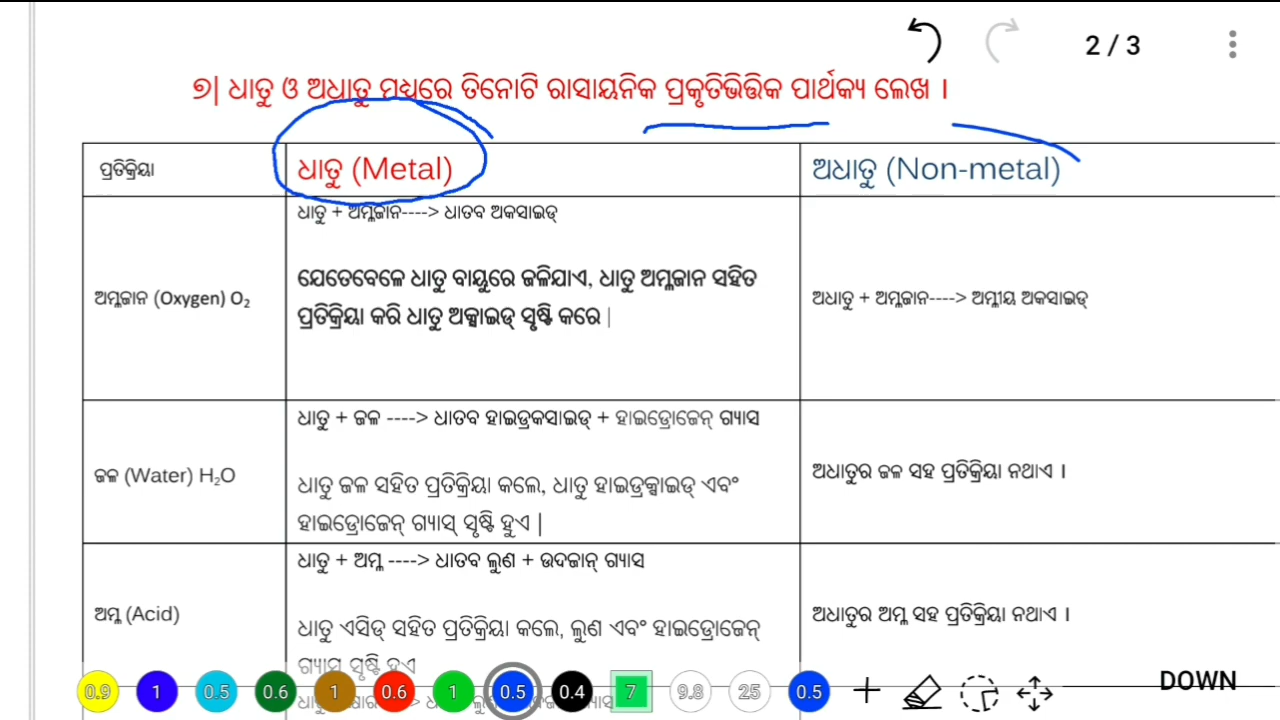 2 / 3
୭| ଧାତୁ ଓ ଅଧାତୁ ମଧ୍ୟରେ ତିନୋଟି ରାସାୟନିକ ପ୍ରକୃତିଭିତ୍ତିକ ପାର୍ଥକ୍ୟ ଲେଖ ।
ପ୍ରତିକ୍ରିୟା
ଧାତୁ (Metal)
ଅଧାତୁ (Non-metal)
ଅମ୍ଳଜାନ (Oxygen) O₂
ଧାତୁ + ଅମ୍ଳଜାନ----> ଧାତବ ଅକସାଇଡ୍
ଯେତେବେଳେ ଧାତୁ ବାୟୁରେ ଜଳିଯାଏ, ଧାତୁ ଅମ୍ଳଜାନ ସହିତ
ପ୍ରତିକ୍ରିୟା କରି ଧାତୁ ଅକ୍ସାଇଡ୍ ସୃଷ୍ଟି କରେ |
ଅଧାତୁ + ଅମ୍ଳଜାନ----> ଅମ୍ଳୀୟ ଅକସାଇଡ୍
ଜଳ (Water) H₂O
ଧାତୁ + ଜଳ ----> ଧାତବ ହାଇଡ୍ରକସାଇଡ୍ + ହାଇଡ୍ରୋଜେନ୍ ଗ୍ୟାସ
ଧାତୁ ଜଳ ସହିତ ପ୍ରତିକ୍ରିୟା କଲେ, ଧାତୁ ହାଇଡ୍ରକ୍ସାଇଡ୍ ଏବଂ
ହାଇଡ୍ରୋଜେନ୍ ଗ୍ୟାସ୍ ସୃଷ୍ଟି ହୁଏ |
ଅଧାତୁର ଜଳ ସହ ପ୍ରତିକ୍ରିୟା ନଥାଏ ।
ଅମ୍ଳ (Acid)
ଧାତୁ + ଅମ୍ଳ ----> ଧାତବ ଲୁଣ + ଉଦଜାନ୍ ଗ୍ୟାସ
ଧାତୁ ଏସିଡ୍ ସହିତ ପ୍ରତିକ୍ରିୟା କଲେ, ଲୁଣ ଏବଂ ହାଇଡ୍ରୋଜେନ୍
ଗ୍ୟାସ ସୃଷ୍ଟି ହୁଏ
ଅଧାତୁର ଅମ୍ଳ ସହ ପ୍ରତିକ୍ରିୟା ନଥାଏ ।
DOWN
0.9 1 0.5 0.6 1 0.6 1 0.5 0.4 7 9.8 25 0.5